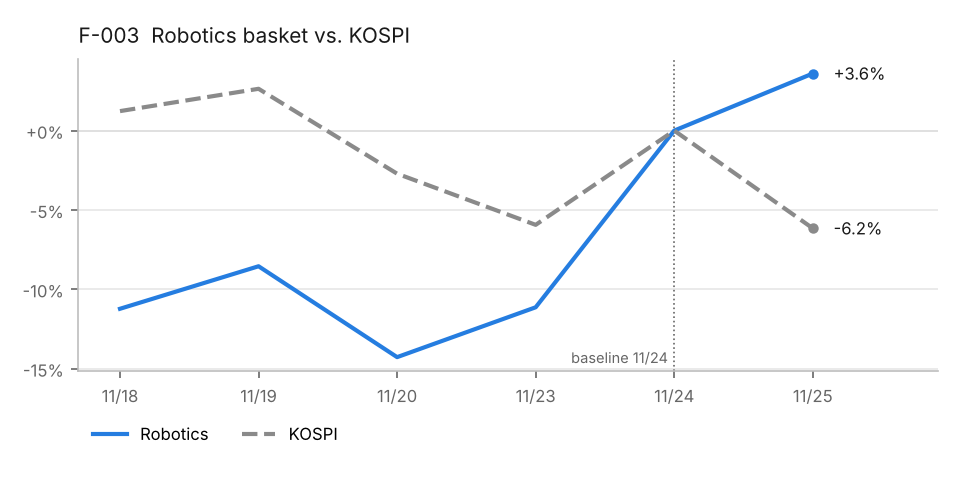 F-003 Robotics basket vs. KOSPI
+3.6%
+0%
-5%
-6.2%
-10%
baseline 11/24
-15%
11/18 11/19 11/20 11/23 11/24 11/25
Robotics KOSPI